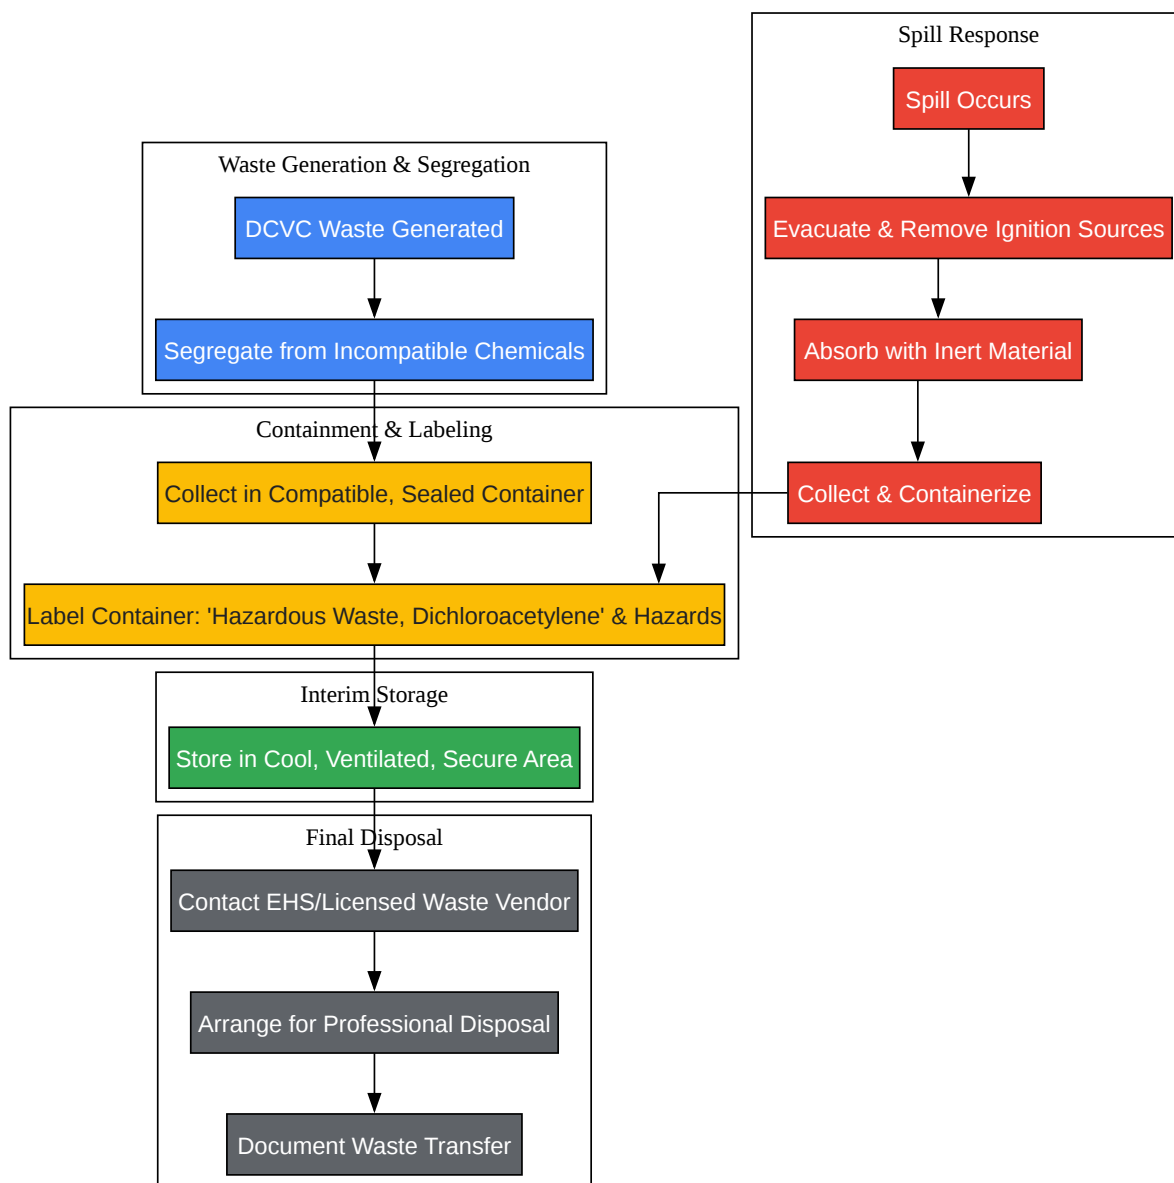 Spill Response
Spill Occurs
Evacuate & Remove Ignition Sources
Absorb with Inert Material
Collect & Containerize
Waste Generation & Segregation
DCVC Waste Generated
Segregate from Incompatible Chemicals
Containment & Labeling
Collect in Compatible, Sealed Container
Label Container: 'Hazardous Waste, Dichloroacetylene' & Hazards
Interim Storage
Store in Cool, Ventilated, Secure Area
Final Disposal
Contact EHS/Licensed Waste Vendor
Arrange for Professional Disposal
Document Waste Transfer